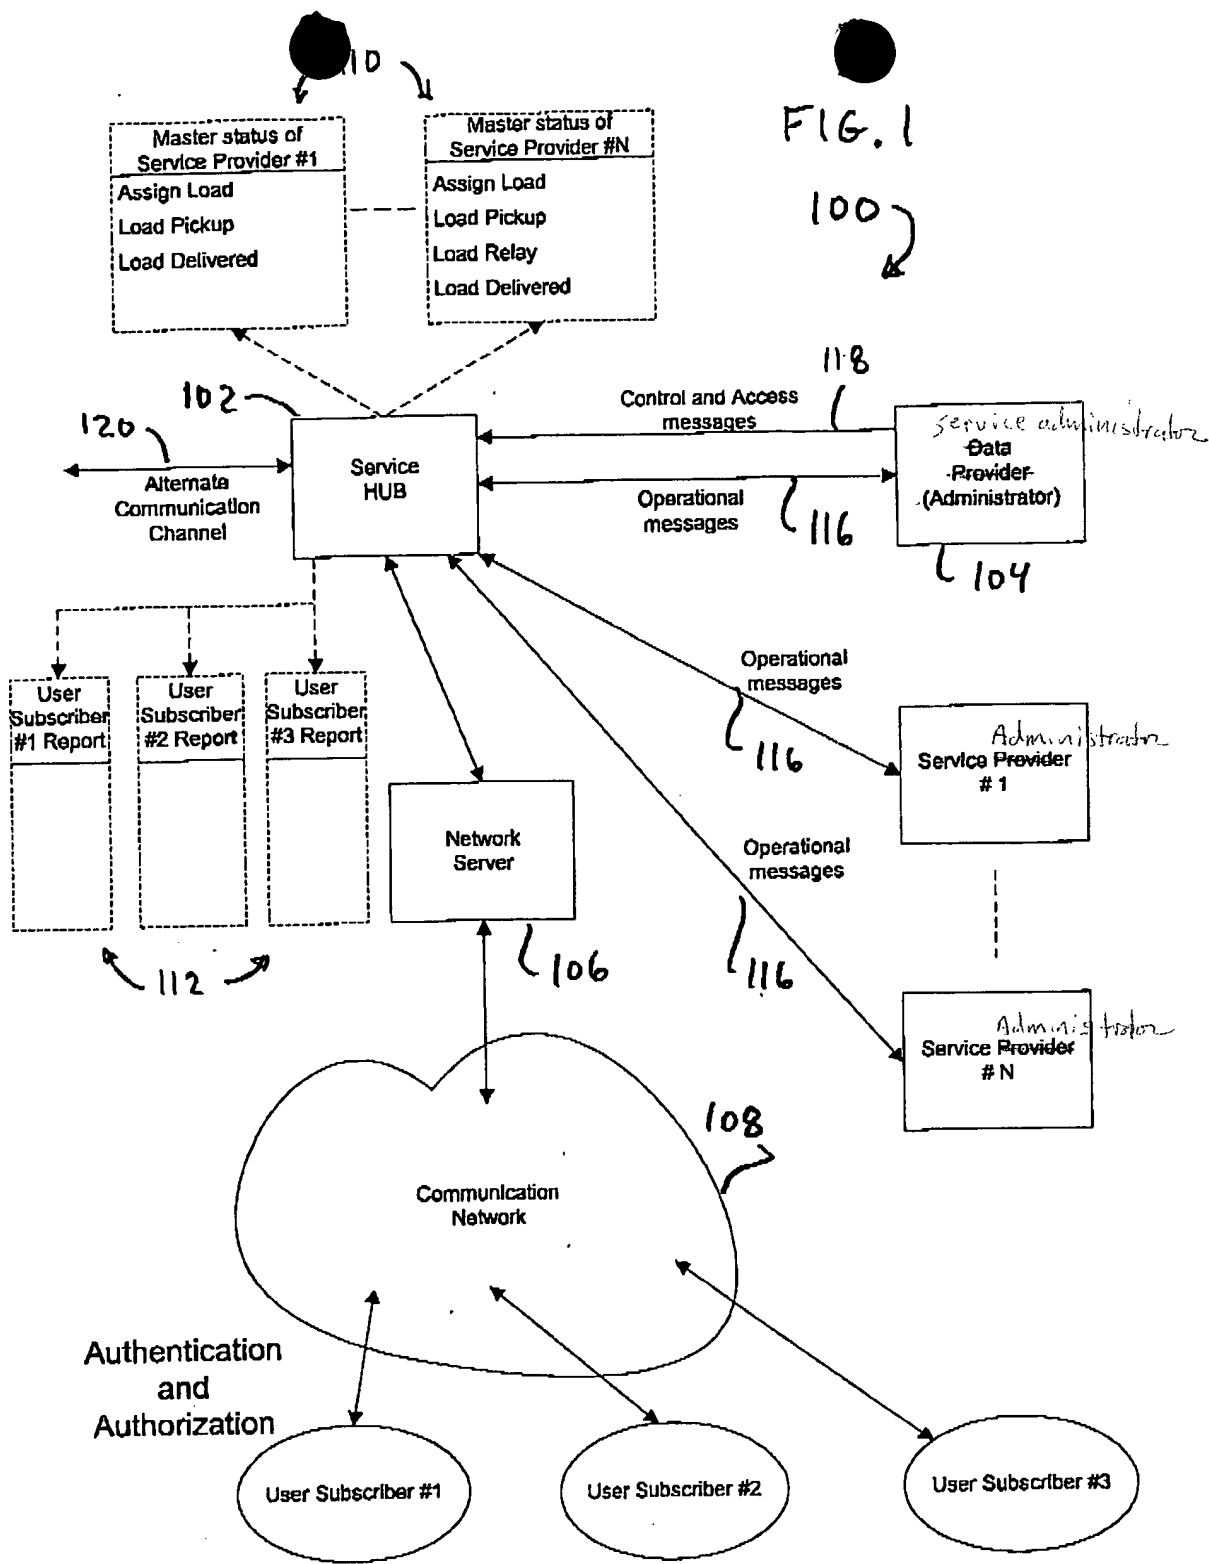 110
FIG. 1
100
Master status of
Service Provider #1
Assign Load
Load Pickup
Load Delivered
Master status of
Service Provider #N
Assign Load
Load Pickup
Load Relay
Load Delivered
102
120
Alternate
Communication
Channel
Service
HUB
Control and Access
messages
118
Operational
messages
116
service administrator
Data
Provider
(Administrator)
104
User
Subscriber
#1 Report
User
Subscriber
#2 Report
User
Subscriber
#3 Report
112
Network
Server
106
Operational
messages
116
Administrator
Service Provider
# 1
Operational
messages
116
Administrator
Service Provider
# N
108
Communication
Network
Authentication
and
Authorization
User Subscriber #1
User Subscriber #2
User Subscriber #3